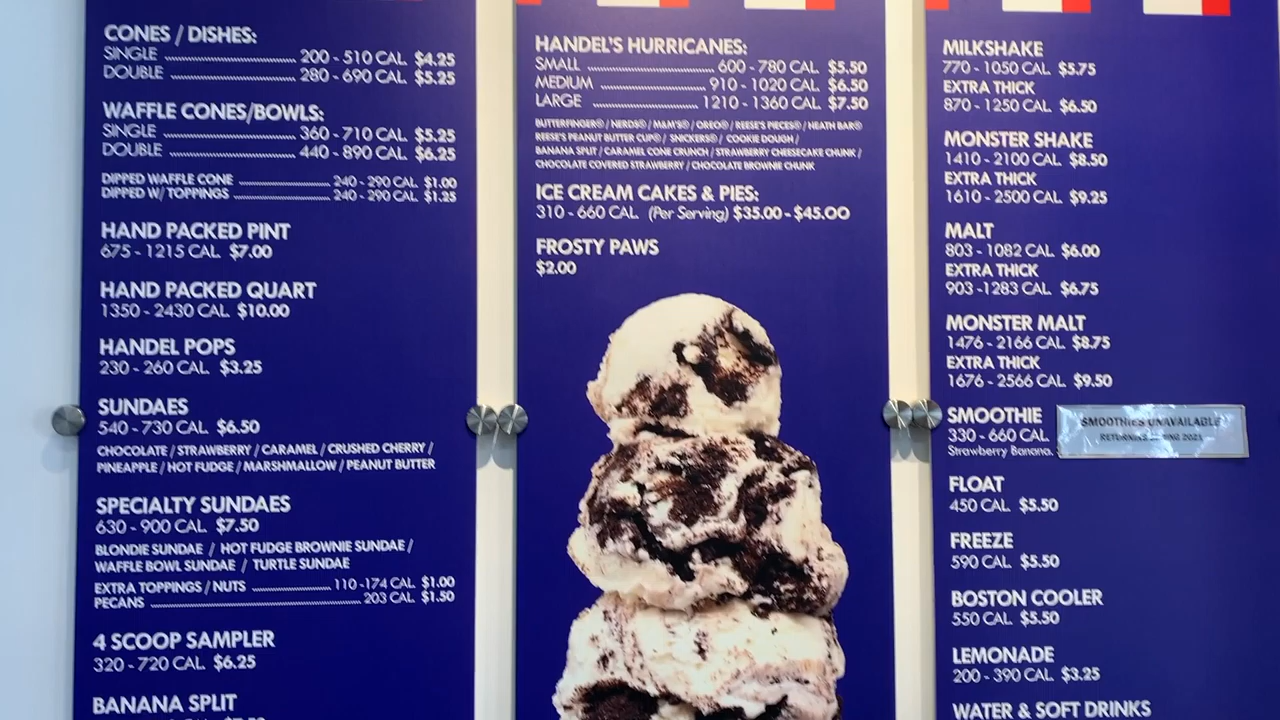 CONES / DISHES:
SINGLE 200 - 510 CAL. $4.25
DOUBLE 280 - 690 CAL. $5.25
WAFFLE CONES/BOWLS:
SINGLE 360 - 710 CAL. $5.25
DOUBLE 440 - 890 CAL. $6.25
DIPPED WAFFLE CONE 240 - 290 CAL. $1.00
DIPPED W/ TOPPINGS 240 - 290 CAL. $1.25
HAND PACKED PINT
675 - 1215 CAL. $7.00
HAND PACKED QUART
1350 - 2430 CAL. $10.00
HANDEL POPS
230 - 260 CAL. $3.25
SUNDAES
540 - 730 CAL. $6.50
CHOCOLATE / STRAWBERRY / CARAMEL / CRUSHED CHERRY /
PINEAPPLE / HOT FUDGE / MARSHMALLOW / PEANUT BUTTER
SPECIALTY SUNDAES
630 - 900 CAL. $7.50
BLONDIE SUNDAE / HOT FUDGE BROWNIE SUNDAE /
WAFFLE BOWL SUNDAE / TURTLE SUNDAE
EXTRA TOPPINGS / NUTS 110 -174 CAL. $1.00
PECANS 203 CAL. $1.50
4 SCOOP SAMPLER
320 - 720 CAL. $6.25
BANANA SPLIT
HANDEL'S HURRICANES:
SMALL 600 - 780 CAL. $5.50
MEDIUM 910 - 1020 CAL. $6.50
LARGE 1210 - 1360 CAL. $7.50
BUTTERFINGER® / NERDS® / M&M'S® / OREO® / REESE'S PIECES® / HEATH BAR®
REESE'S PEANUT BUTTER CUP® / SNICKERS® / COOKIE DOUGH /
BANANA SPLIT / CARAMEL CONE CRUNCH / STRAWBERRY CHEESECAKE CHUNK /
CHOCOLATE COVERED STRAWBERRY / CHOCOLATE BROWNIE CHUNK
ICE CREAM CAKES & PIES:
310 - 660 CAL. (Per Serving) $35.00 - $45.00
FROSTY PAWS
$2.00
MILKSHAKE
770 - 1050 CAL. $5.75
EXTRA THICK
870 - 1250 CAL. $6.50
MONSTER SHAKE
1410 - 2100 CAL. $8.50
EXTRA THICK
1610 - 2500 CAL. $9.25
MALT
803 - 1082 CAL. $6.00
EXTRA THICK
903 -1283 CAL. $6.75
MONSTER MALT
1476 - 2166 CAL. $8.75
EXTRA THICK
1676 - 2566 CAL. $9.50
SMOOTHIE
330 - 660 CAL.
Strawberry Banana.
SMOOTHIES UNAVAILABLE
RETURNING SPRING 2021
FLOAT
450 CAL. $5.50
FREEZE
590 CAL. $5.50
BOSTON COOLER
550 CAL. $5.50
LEMONADE
200 - 390 CAL. $3.25
WATER & SOFT DRINKS